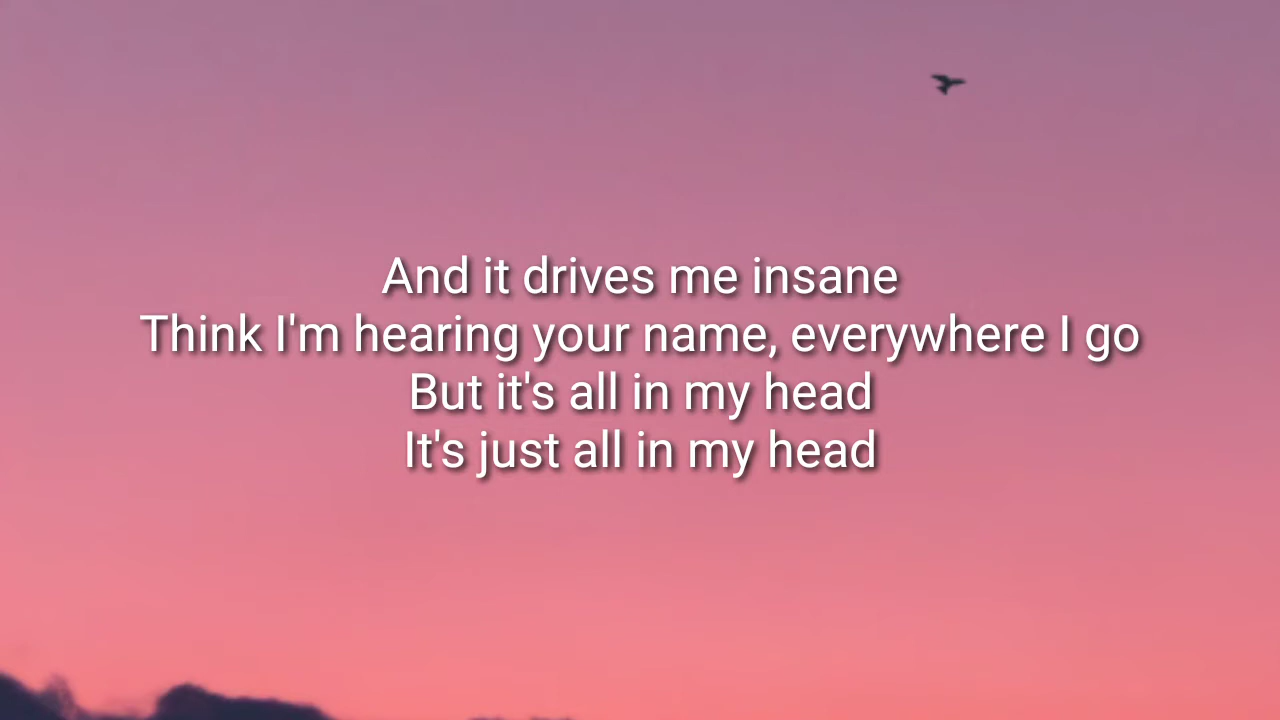 And it drives me insane
Think I'm hearing your name, everywhere I go
But it's all in my head
It's just all in my head